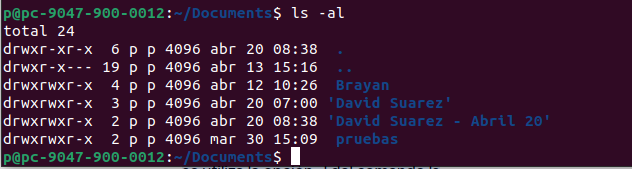 p@pc-9047-900-0012:~/Documents$ ls -al
total 24
drwxr-xr-x  6 p p 4096 abr 20 08:38  .
drwxr-x--- 19 p p 4096 abr 13 15:16  ..
drwxrwxr-x  4 p p 4096 abr 12 10:26  Brayan
drwxrwxr-x  3 p p 4096 abr 20 07:00 'David Suarez'
drwxrwxr-x  2 p p 4096 abr 20 08:38 'David Suarez - Abril 20'
drwxrwxr-x  2 p p 4096 mar 30 15:09  pruebas
p@pc-9047-900-0012:~/Documents$